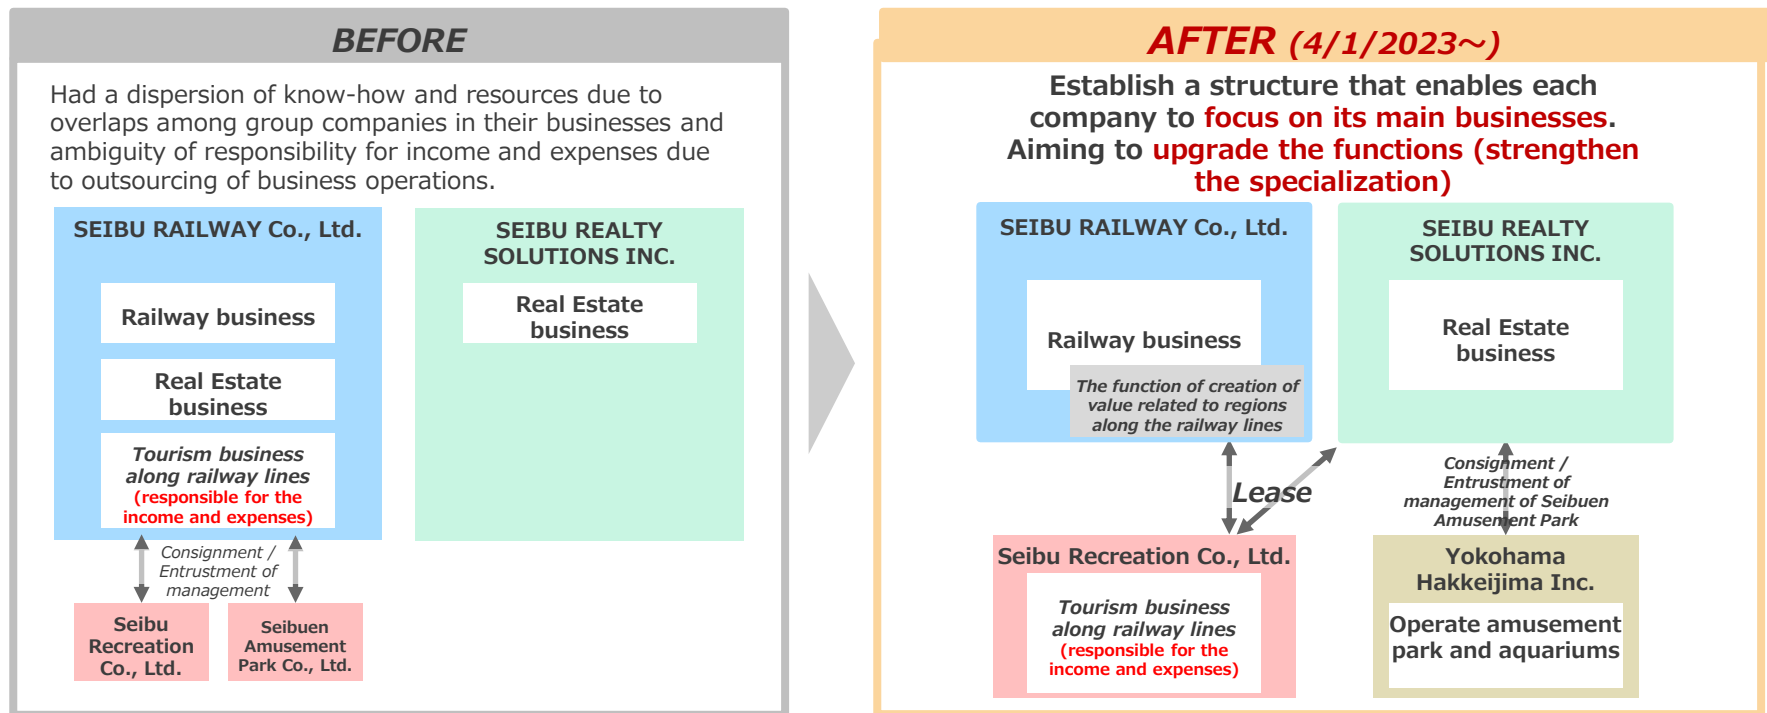 BEFORE
Had a dispersion of know-how and resources due to
overlaps among group companies in their businesses and
ambiguity of responsibility for income and expenses due
to outsourcing of business operations.
SEIBU RAILWAY Co., Ltd.
Railway business
Real Estate
business
Tourism business
along railway lines
(responsible for the
income and expenses)
SEIBU REALTY
SOLUTIONS INC.
Real Estate
business
Consignment /
Entrustment of
management
Seibu
Recreation
Co., Ltd.
Seibuen
Amusement
Park Co., Ltd.
AFTER (4/1/2023～)
Establish a structure that enables each
company to focus on its main businesses.
Aiming to upgrade the functions (strengthen
the specialization)
SEIBU RAILWAY Co., Ltd.
Railway business
The function of creation of
value related to regions
along the railway lines
SEIBU REALTY
SOLUTIONS INC.
Real Estate
business
Lease
Consignment /
Entrustment of
management of Seibuen
Amusement Park
Seibu Recreation Co., Ltd.
Tourism business
along railway lines
(responsible for the
income and expenses)
Yokohama
Hakkeijima Inc.
Operate amusement
park and aquariums